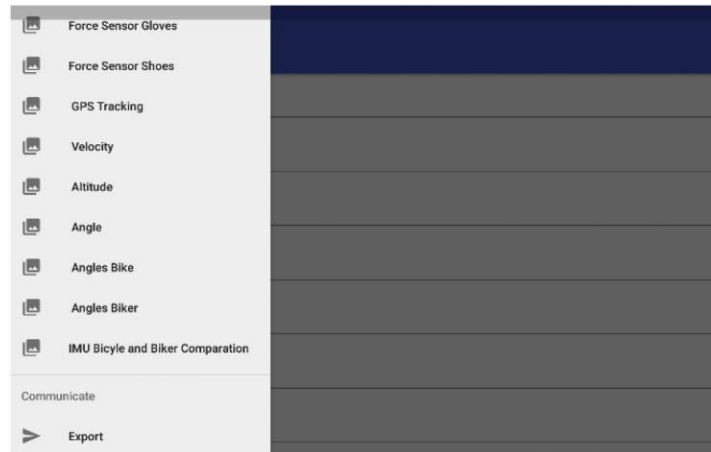 Force Sensor Gloves
Force Sensor Shoes
GPS Tracking
Velocity
Altitude
Angle
Angles Bike
Angles Biker
IMU Bicyle and Biker Comparation
Communicate
Export